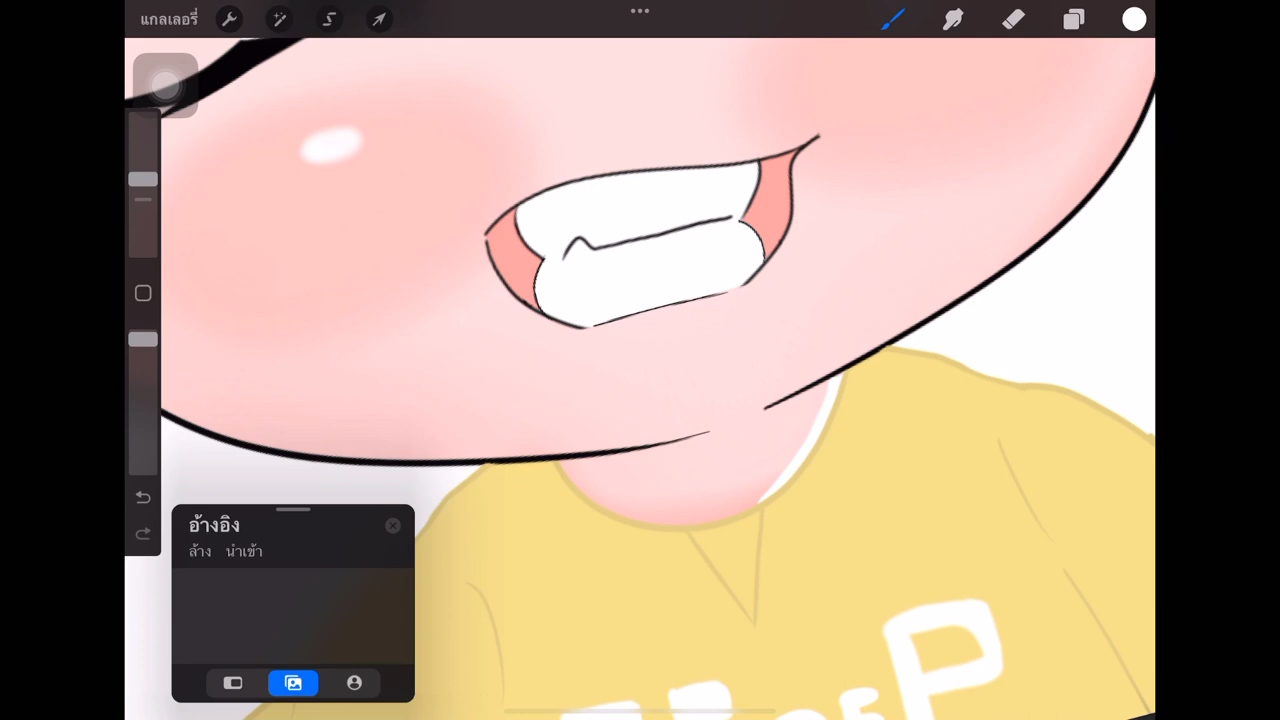 แกลเลอรี่
อ้างอิง
ล้าง นำเข้า
P